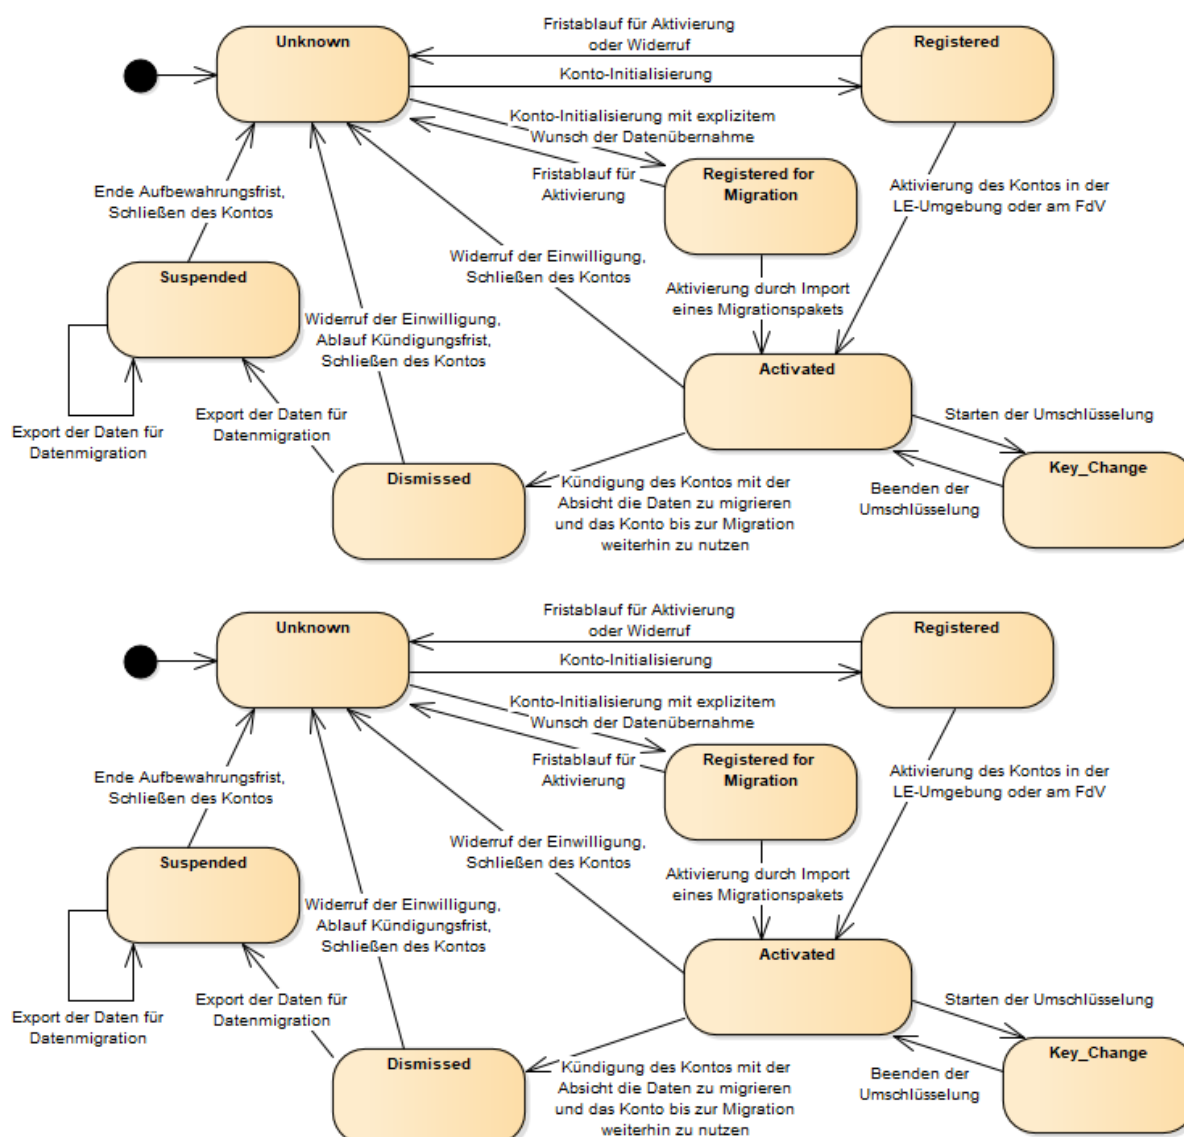 Unknown
Fristablauf für Aktivierung
oder Widerruf
Registered
Konto-Initialisierung
Konto-Initialisierung mit explizitem
Wunsch der Datenübernahme
Fristablauf für
Aktivierung
Registered for
Migration
Aktivierung des Kontos in der
LE-Umgebung oder am FdV
Ende Aufbewahrungsfrist,
Schließen des Kontos
Widerruf der Einwilligung,
Schließen des Kontos
Suspended
Aktivierung durch Import
eines Migrationspakets
Widerruf der Einwilligung,
Ablauf Kündigungsfrist,
Schließen des Kontos
Activated
Export der Daten für
Datenmigration
Export der Daten für
Datenmigration
Starten der Umschlüsselung
Dismissed
Kündigung des Kontos mit der
Absicht die Daten zu migrieren
und das Konto bis zur Migration
weiterhin zu nutzen
Key_Change
Beenden der
Umschlüsselung
Unknown
Fristablauf für Aktivierung
oder Widerruf
Registered
Konto-Initialisierung
Konto-Initialisierung mit explizitem
Wunsch der Datenübernahme
Fristablauf für
Aktivierung
Registered for
Migration
Aktivierung des Kontos in der
LE-Umgebung oder am FdV
Ende Aufbewahrungsfrist,
Schließen des Kontos
Widerruf der Einwilligung,
Schließen des Kontos
Suspended
Aktivierung durch Import
eines Migrationspakets
Widerruf der Einwilligung,
Ablauf Kündigungsfrist,
Schließen des Kontos
Activated
Export der Daten für
Datenmigration
Export der Daten für
Datenmigration
Starten der Umschlüsselung
Dismissed
Kündigung des Kontos mit der
Absicht die Daten zu migrieren
und das Konto bis zur Migration
weiterhin zu nutzen
Key_Change
Beenden der
Umschlüsselung